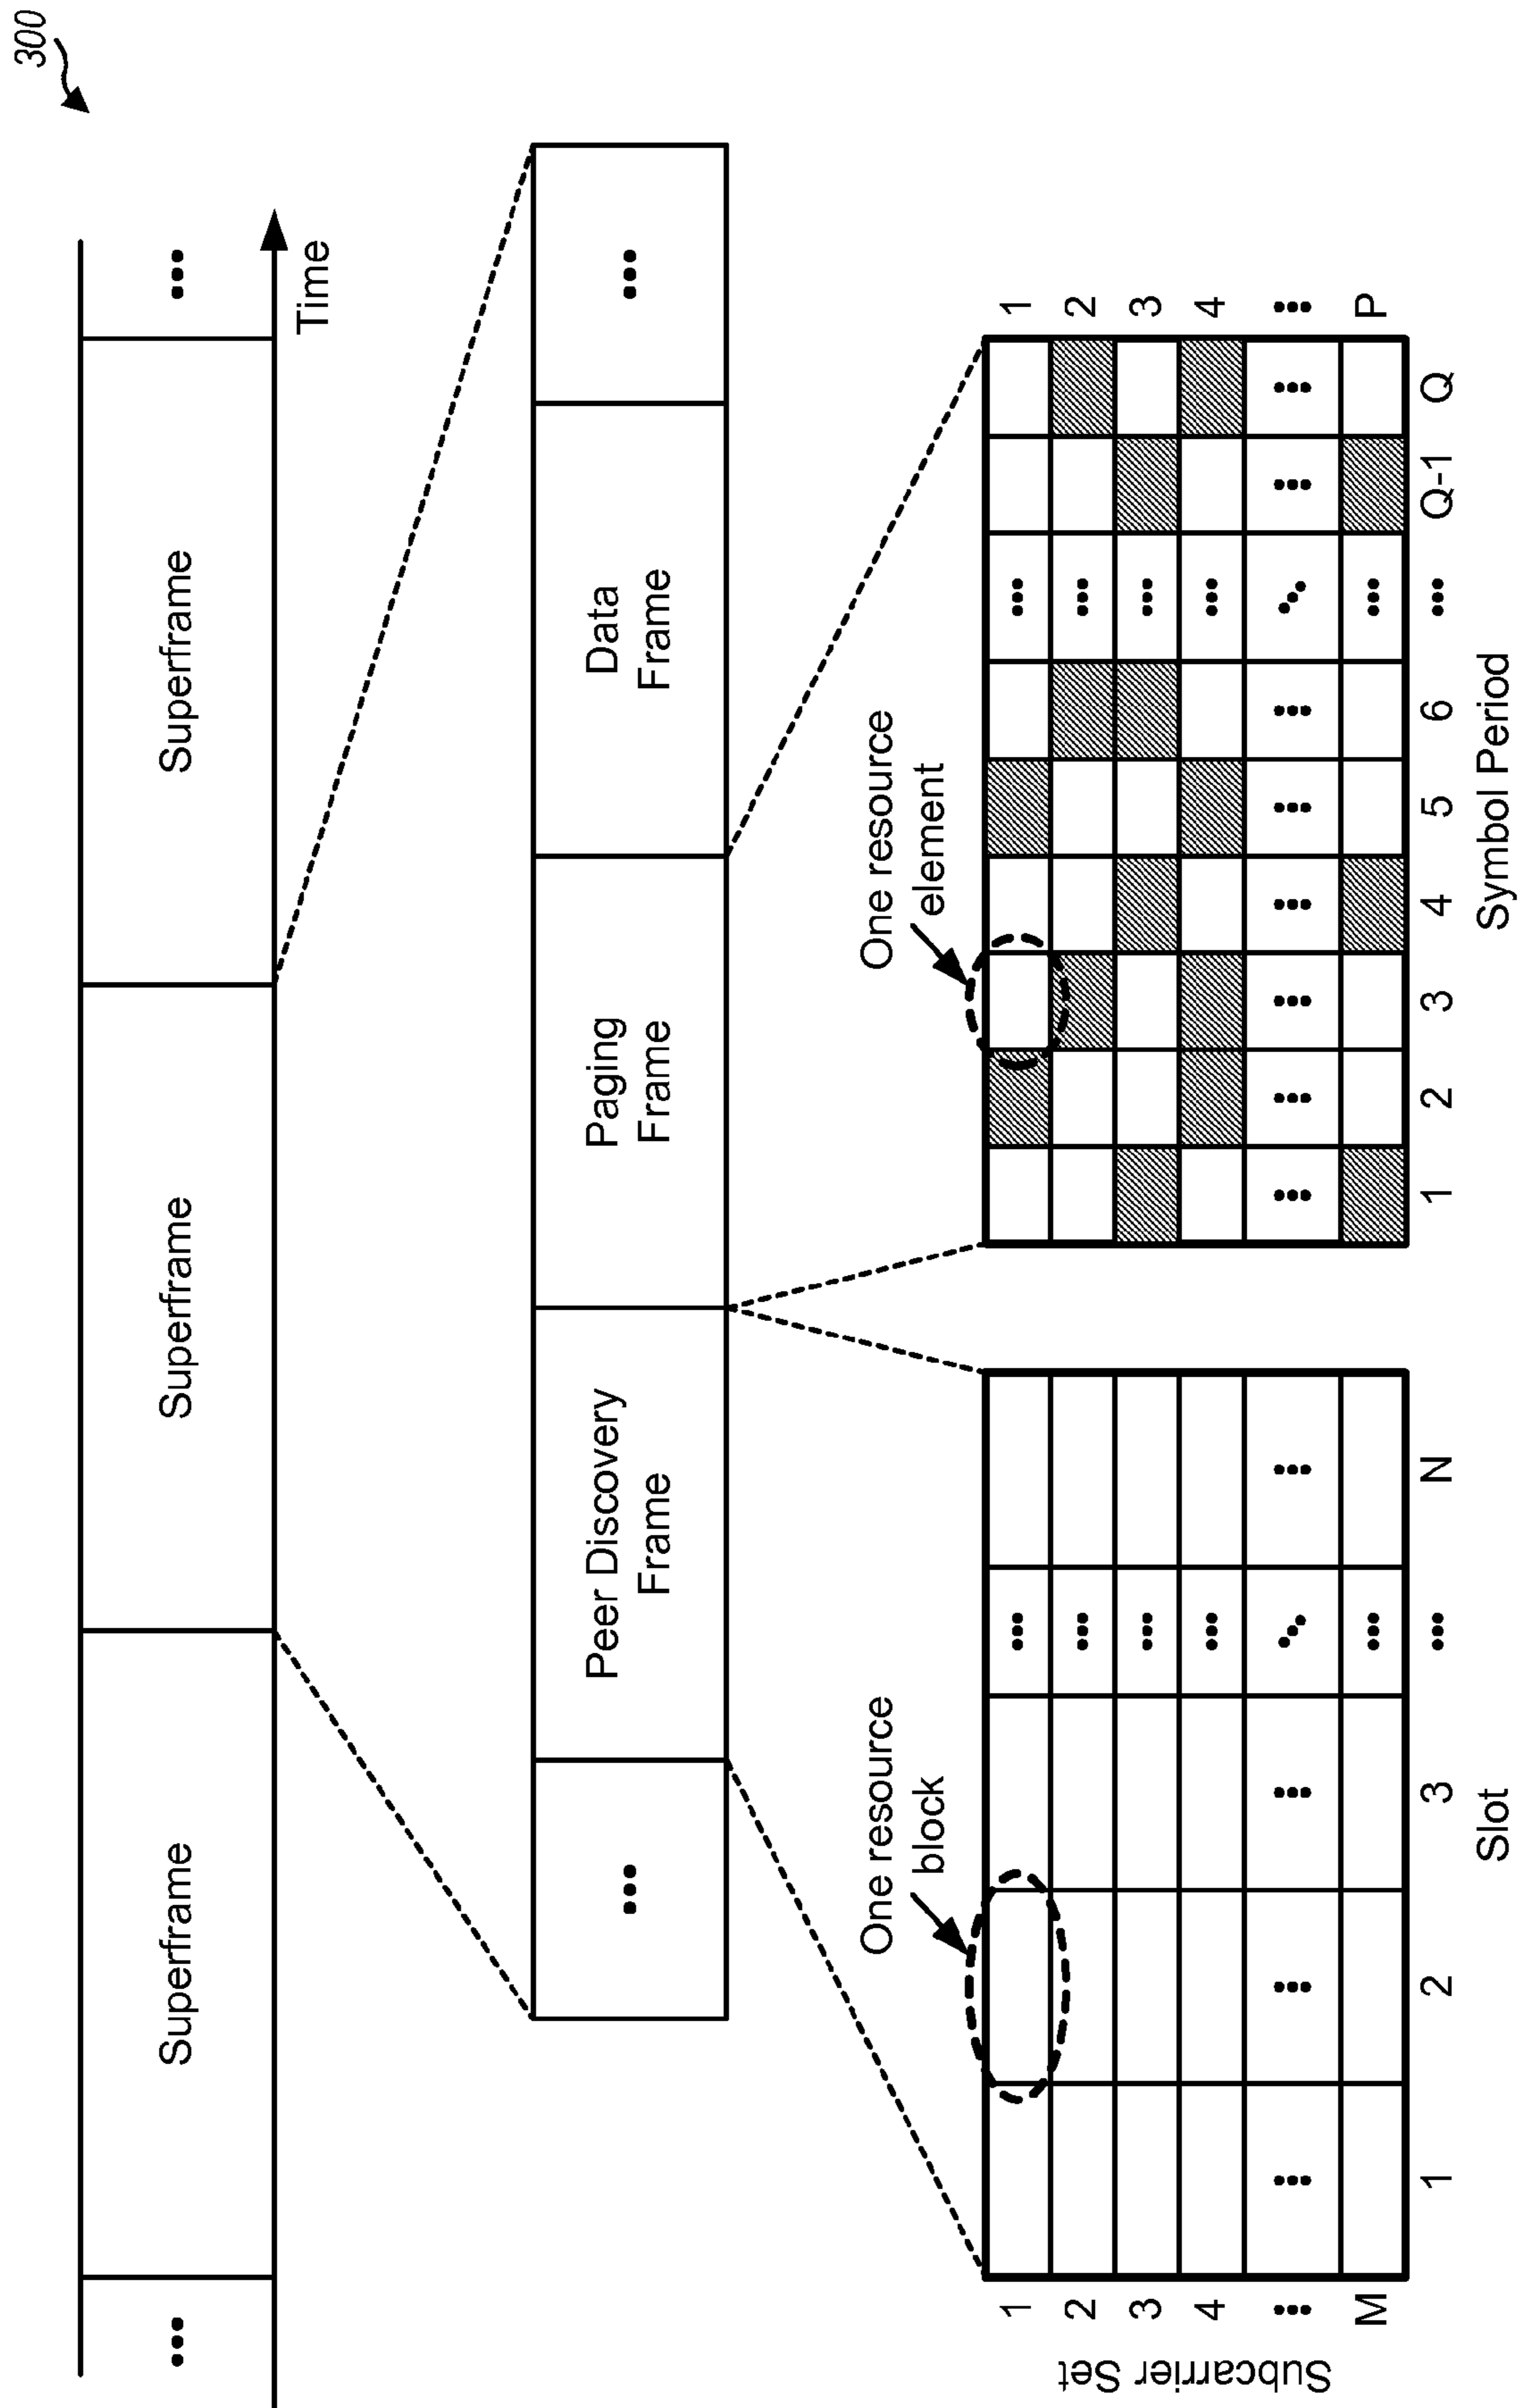 300
••• Superframe Superframe Superframe •••
Time
••• Peer Discovery Paging Data •••
Frame Frame Frame
One resource One resource
block element
Subcarrier Set
1 ••• ••• 1
2 ••• ••• 2
3 ••• ••• 3
4 ••• ••• 4
••• ••• ••• ••• ••• ••• ••• ••• ••• ••• ••• ••• ••• ••• ••• •••
M ••• ••• P
1 2 3 ••• N 1 2 3 4 5 6 ••• Q-1 Q
Slot Symbol Period